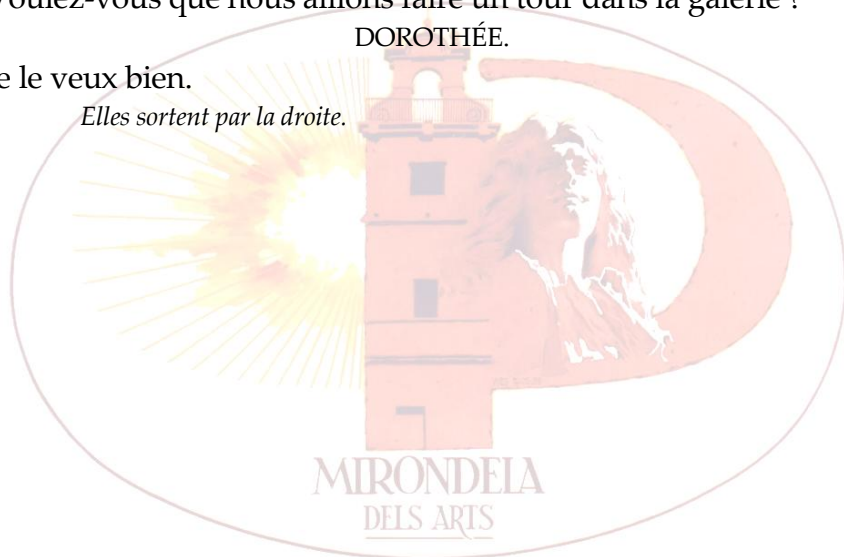 oulez-vous que nous allions faire un tour dans la galerie ?
DOROTHÉE.
e le veux bien.
Elles sortent par la droite.
MIRONDELA
DELS ARTS